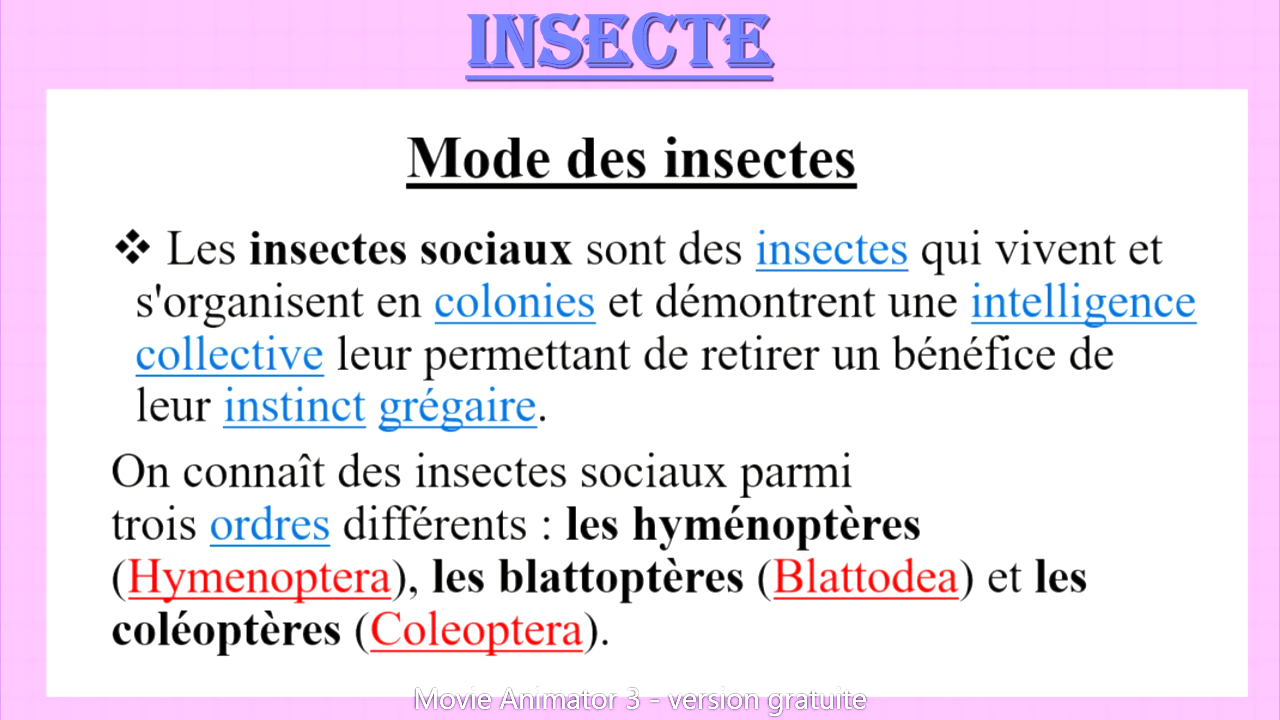 INSECTE
Mode des insectes
❖ Les insectes sociaux sont des insectes qui vivent et
s'organisent en colonies et démontrent une intelligence
collective leur permettant de retirer un bénéfice de
leur instinct grégaire.
On connaît des insectes sociaux parmi
trois ordres différents : les hyménoptères
(Hymenoptera), les blattoptères (Blattodea) et les
coléoptères (Coleoptera).
Movie Animator 3 - version gratuite